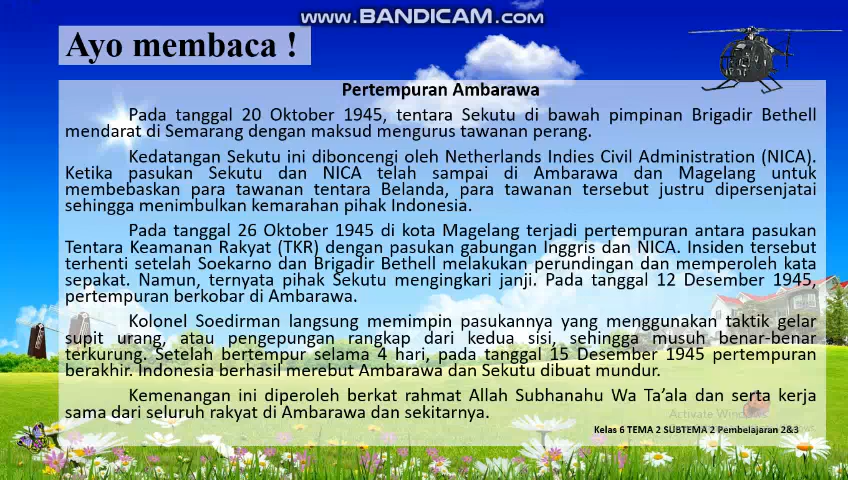 www.BANDICAM.com
Ayo membaca !
Pertempuran Ambarawa
Pada tanggal 20 Oktober 1945, tentara Sekutu di bawah pimpinan Brigadir Bethell
mendarat di Semarang dengan maksud mengurus tawanan perang.
Kedatangan Sekutu ini diboncengi oleh Netherlands Indies Civil Administration (NICA).
Ketika pasukan Sekutu dan NICA telah sampai di Ambarawa dan Magelang untuk
membebaskan para tawanan tentara Belanda, para tawanan tersebut justru dipersenjatai
sehingga menimbulkan kemarahan pihak Indonesia.
Pada tanggal 26 Oktober 1945 di kota Magelang terjadi pertempuran antara pasukan
Tentara Keamanan Rakyat (TKR) dengan pasukan gabungan Inggris dan NICA. Insiden tersebut
terhenti setelah Soekarno dan Brigadir Bethell melakukan perundingan dan memperoleh kata
sepakat. Namun, ternyata pihak Sekutu mengingkari janji. Pada tanggal 12 Desember 1945,
pertempuran berkobar di Ambarawa.
Kolonel Soedirman langsung memimpin pasukannya yang menggunakan taktik gelar
supit urang, atau pengepungan rangkap dari kedua sisi, sehingga musuh benar-benar
terkurung. Setelah bertempur selama 4 hari, pada tanggal 15 Desember 1945 pertempuran
berakhir. Indonesia berhasil merebut Ambarawa dan Sekutu dibuat mundur.
Kemenangan ini diperoleh berkat rahmat Allah Subhanahu Wa Ta’ala dan serta kerja
sama dari seluruh rakyat di Ambarawa dan sekitarnya.
Activate Windows
Kelas 6 TEMA 2 SUBTEMA 2 Pembelajaran 2&3